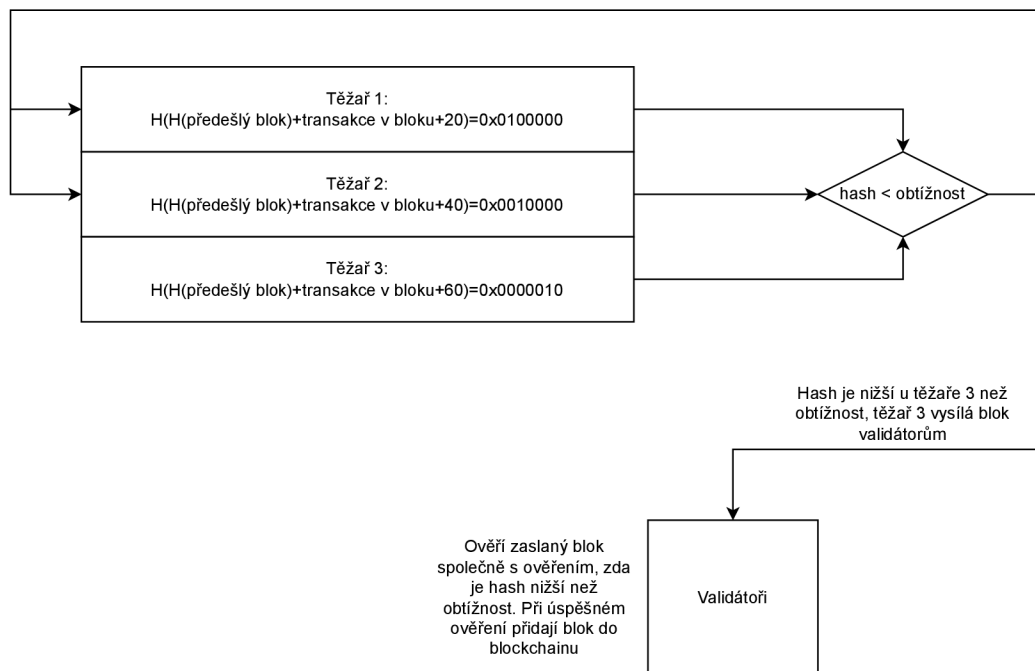 Těžař 1:
H(H(předešlý blok)+transakce v bloku+20)=0x0100000
Těžař 2:
H(H(předešlý blok)+transakce v bloku+40)=0x0010000
Těžař 3:
H(H(předešlý blok)+transakce v bloku+60)=0x0000010
hash < obtížnost
Hash je nižší u těžaře 3 než
obtížnost, těžař 3 vysílá blok
validátorům
Ověří zaslaný blok
společně s ověřením, zda
je hash nižší než
obtížnost. Při úspěšném
ověření přidají blok do
blockchainu
Validátoři